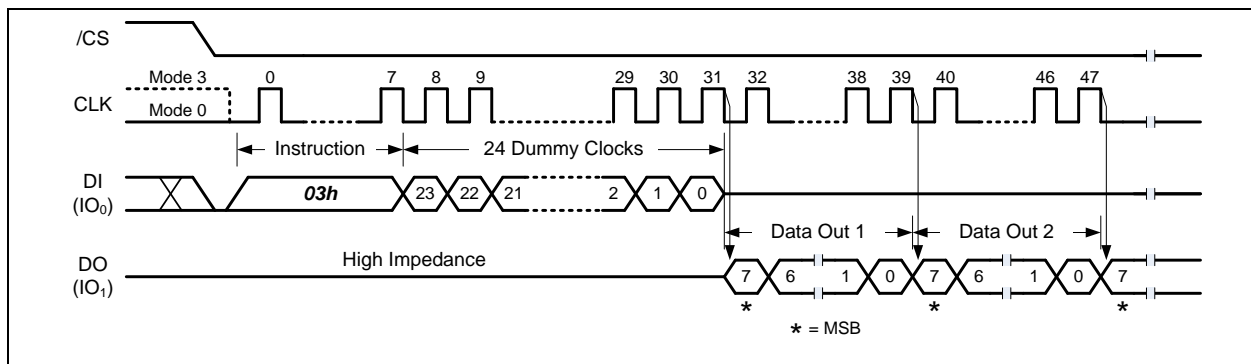 /CS
Mode 3 0 7 8 9 29 30 31 32 38 39 40 46 47
CLK
Mode 0
Instruction 24 Dummy Clocks
DI
(IO₀)
03h 23 22 21 2 1 0
Data Out 1 Data Out 2
High Impedance
DO
(IO₁)
7 6 1 0 7 6 1 0 7
* * *
* = MSB